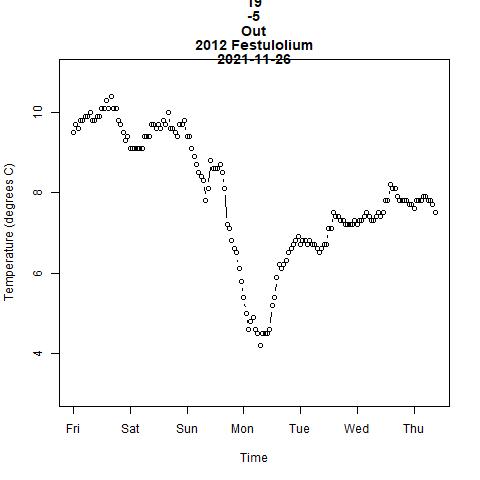 19
-5
Out
2012 Festulolium
2021-11-26
Temperature (degrees C)
10
8
6
4
Fri Sat Sun Mon Tue Wed Thu
Time